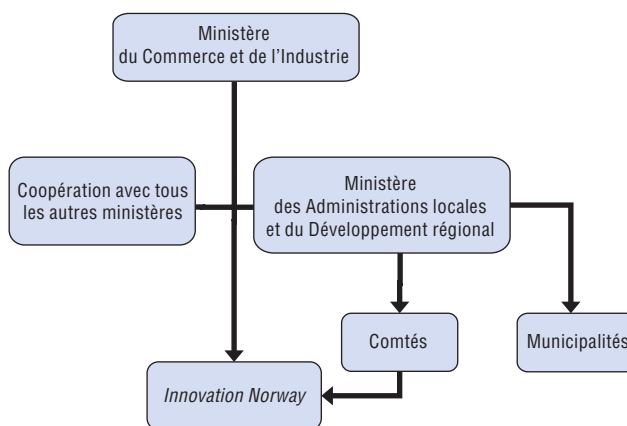 Ministère
du Commerce et de l'Industrie
Coopération avec tous
les autres ministères
Ministère
des Administrations locales
et du Développement régional
Comtés
Municipalités
Innovation Norway